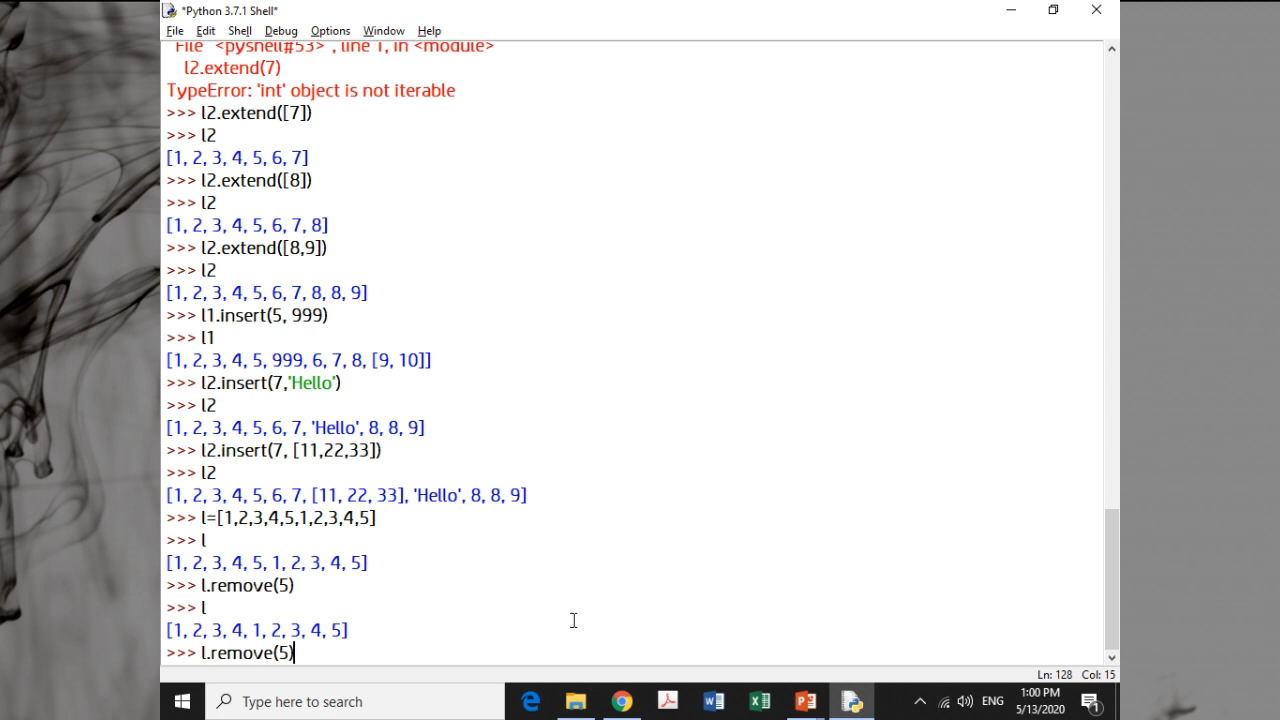 *Python 3.7.1 Shell*
File Edit Shell Debug Options Window Help
File "<pyshell#53>", line 1, in <module>
l2.extend(7)
TypeError: 'int' object is not iterable
>>> l2.extend([7])
>>> l2
[1, 2, 3, 4, 5, 6, 7]
>>> l2.extend([8])
>>> l2
[1, 2, 3, 4, 5, 6, 7, 8]
>>> l2.extend([8,9])
>>> l2
[1, 2, 3, 4, 5, 6, 7, 8, 8, 9]
>>> l1.insert(5, 999)
>>> l1
[1, 2, 3, 4, 5, 999, 6, 7, 8, [9, 10]]
>>> l2.insert(7,'Hello')
>>> l2
[1, 2, 3, 4, 5, 6, 7, 'Hello', 8, 8, 9]
>>> l2.insert(7, [11,22,33])
>>> l2
[1, 2, 3, 4, 5, 6, 7, [11, 22, 33], 'Hello', 8, 8, 9]
>>> l=[1,2,3,4,5,1,2,3,4,5]
>>> l
[1, 2, 3, 4, 5, 1, 2, 3, 4, 5]
>>> l.remove(5)
>>> l
[1, 2, 3, 4, 1, 2, 3, 4, 5]
>>> l.remove(5)
Ln: 128 Col: 15
Type here to search
ENG
1:00 PM
5/13/2020
1